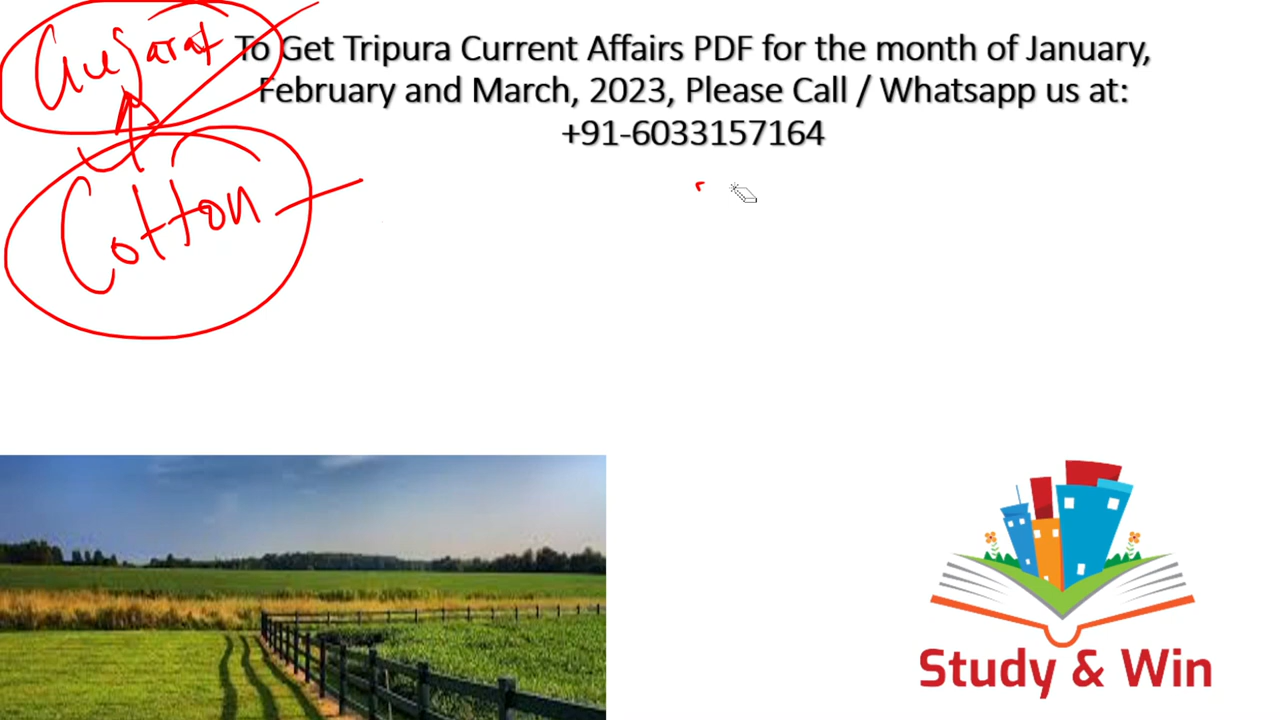 Gujarat
To Get Tripura Current Affairs PDF for the month of January,
February and March, 2023, Please Call / Whatsapp us at:
+91-6033157164
Cotton
Study & Win